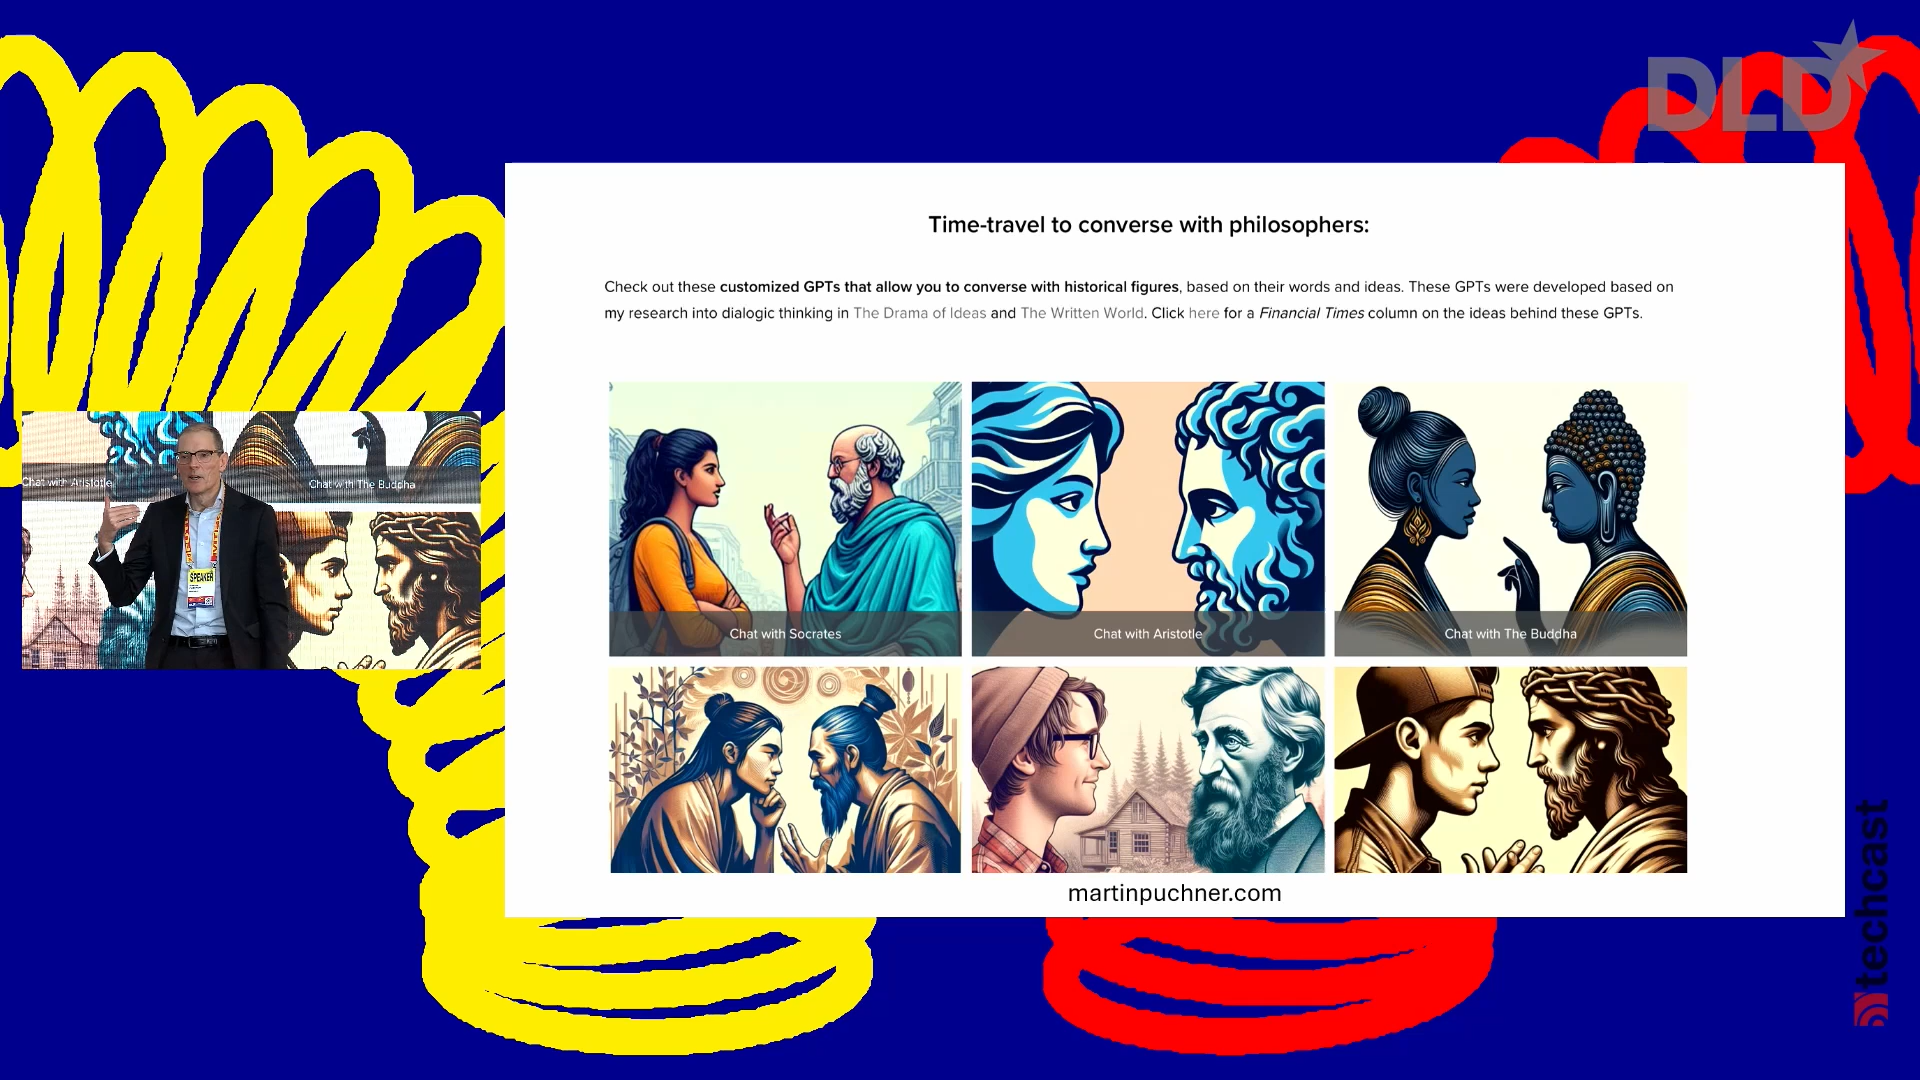 DLD
Time-travel to converse with philosophers:
Check out these customized GPTs that allow you to converse with historical figures, based on their words and ideas. These GPTs were developed based on
my research into dialogic thinking in The Drama of Ideas and The Written World. Click here for a Financial Times column on the ideas behind these GPTs.
Chat with Aristotle
Chat with The Buddha
SPEAKER
Chat with Socrates
Chat with Aristotle
Chat with The Buddha
martinpuchner.com
techcast